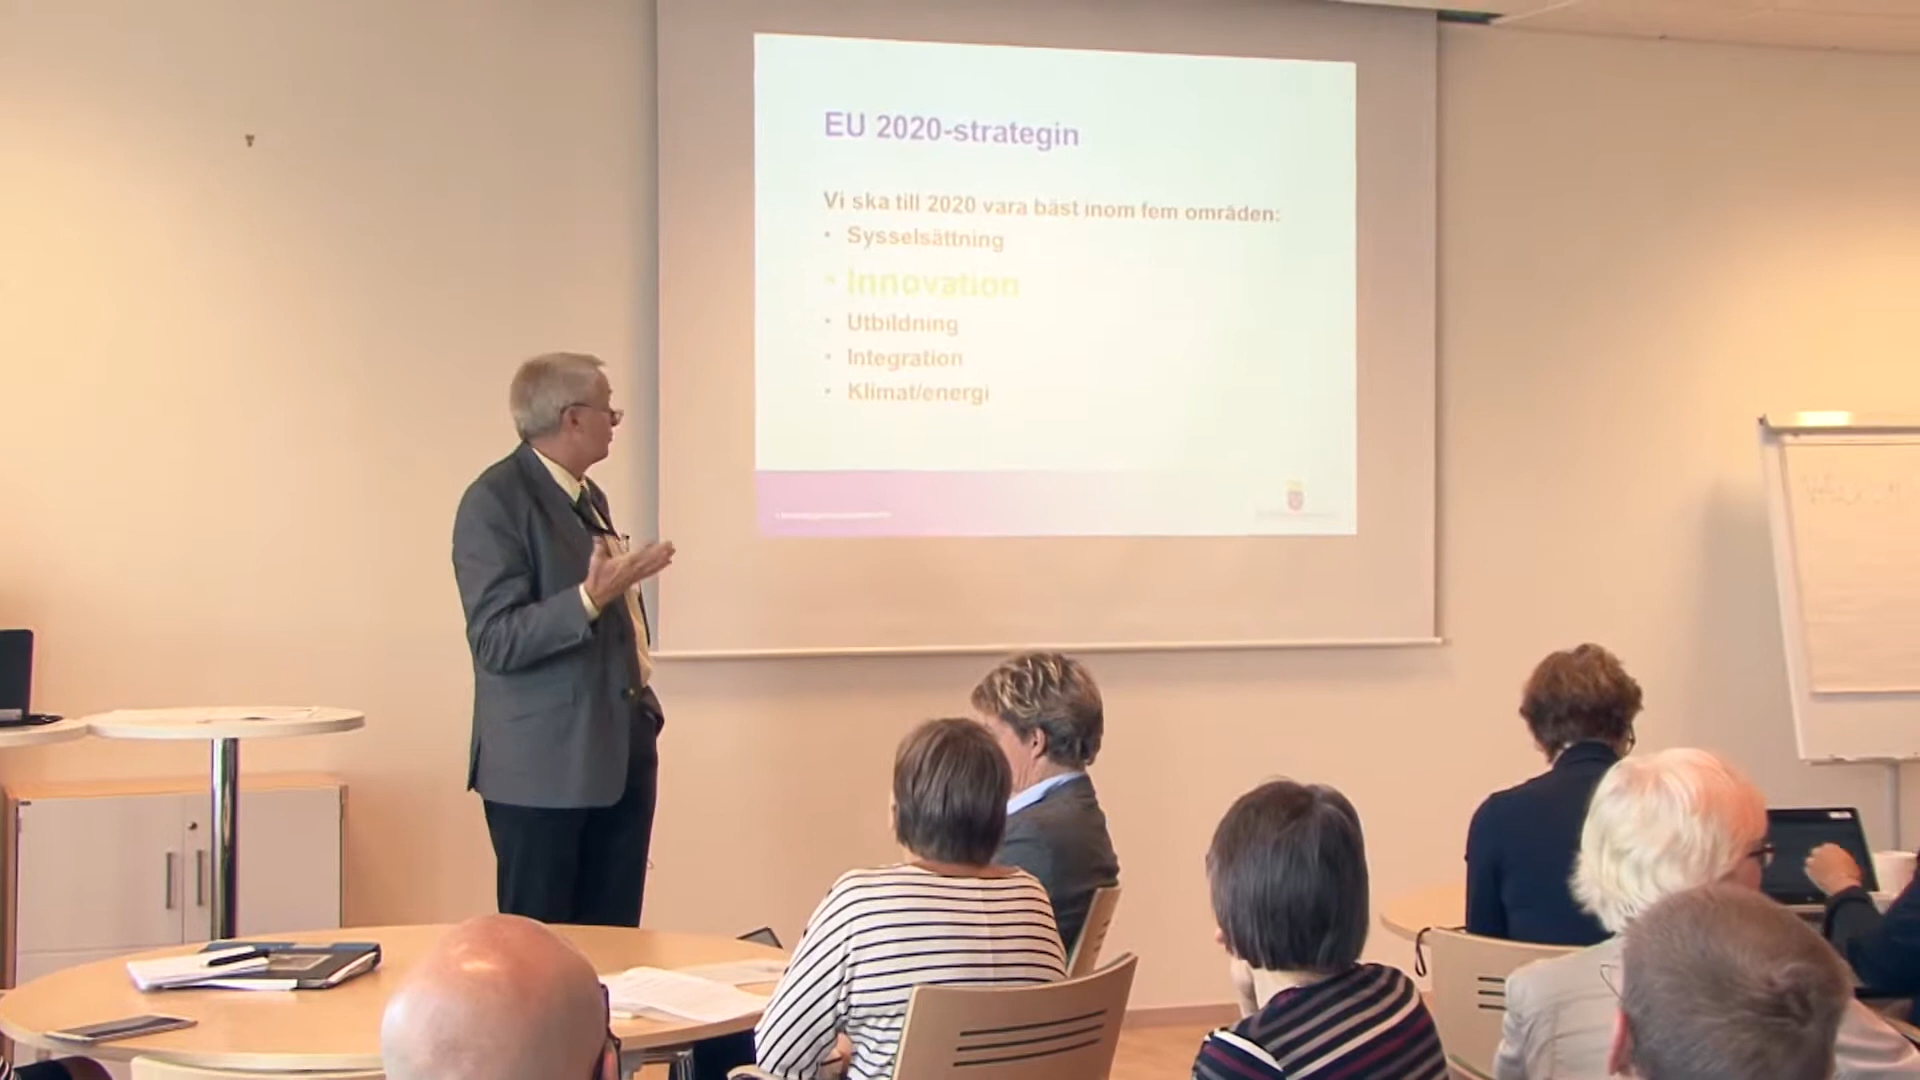 EU 2020-strategin
Vi ska till 2020 vara bäst inom fem områden:
• Sysselsättning
• Innovation
• Utbildning
• Integration
• Klimat/energi